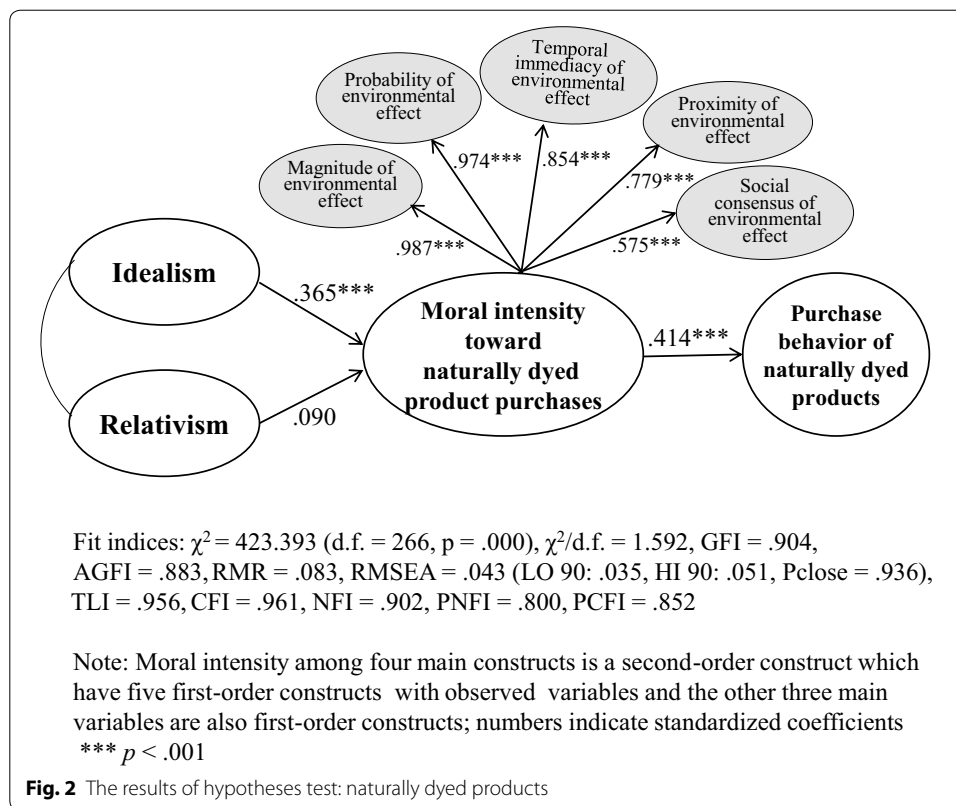 Temporal
immediacy of
environmental
effect
Probability of
environmental
effect
Proximity of
environmental
effect
Magnitude of
environmental
effect
Social
consensus of
environmental
effect
.974***
.854***
.779***
.987***
.575***
Idealism
.365***
Moral intensity
toward
naturally dyed
product purchases
.414***
Purchase
behavior of
naturally dyed
products
Relativism
.090
Fit indices: χ² = 423.393 (d.f. = 266, p = .000), χ²/d.f. = 1.592, GFI = .904,
AGFI = .883, RMR = .083, RMSEA = .043 (LO 90: .035, HI 90: .051, Pclose = .936),
TLI = .956, CFI = .961, NFI = .902, PNFI = .800, PCFI = .852
Note: Moral intensity among four main constructs is a second-order construct which
have five first-order constructs with observed variables and the other three main
variables are also first-order constructs; numbers indicate standardized coefficients
*** p < .001
Fig. 2 The results of hypotheses test: naturally dyed products